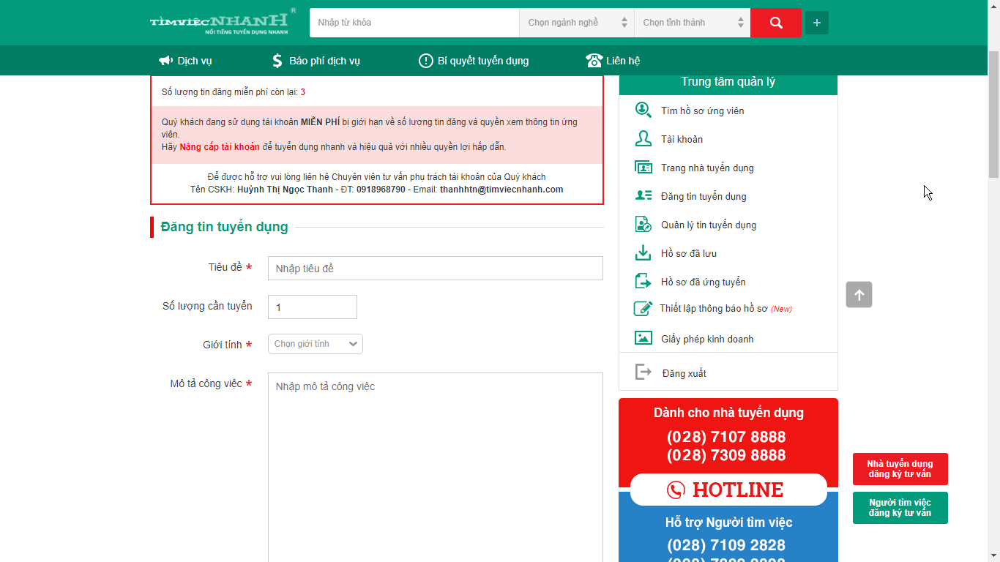 TÌMVIỆCNHANH®
NỔI TIẾNG TUYỂN DỤNG NHANH
Nhập từ khóa
Chọn ngành nghề
Chọn tỉnh thành
Dịch vụ
Báo phí dịch vụ
Bí quyết tuyển dụng
Liên hệ
Số lượng tin đăng miễn phí còn lại: 3
Quý khách đang sử dụng tài khoản MIỄN PHÍ bị giới hạn về số lượng tin đăng và quyền xem thông tin ứng
viên.
Hãy Nâng cấp tài khoản để tuyển dụng nhanh và hiệu quả với nhiều quyền lợi hấp dẫn.
Để được hỗ trợ vui lòng liên hệ Chuyên viên tư vấn phụ trách tài khoản của Quý khách
Tên CSKH: Huỳnh Thị Ngọc Thanh - ĐT: 0918968790 - Email: thanhhtn@timviecnhanh.com
Đăng tin tuyển dụng
Tiêu đề *
Nhập tiêu đề
Số lượng cần tuyển
1
Giới tính *
Chọn giới tính
Mô tả công việc *
Nhập mô tả công việc
Trung tâm quản lý
Tìm hồ sơ ứng viên
Tài khoản
Trang nhà tuyển dụng
Đăng tin tuyển dụng
Quản lý tin tuyển dụng
Hồ sơ đã lưu
Hồ sơ đã ứng tuyển
Thiết lập thông báo hồ sơ (New)
Giấy phép kinh doanh
Đăng xuất
Dành cho nhà tuyển dụng
(028) 7107 8888
(028) 7309 8888
HOTLINE
Hỗ trợ Người tìm việc
(028) 7109 2828
Nhà tuyển dụng
đăng ký tư vấn
Người tìm việc
đăng ký tư vấn